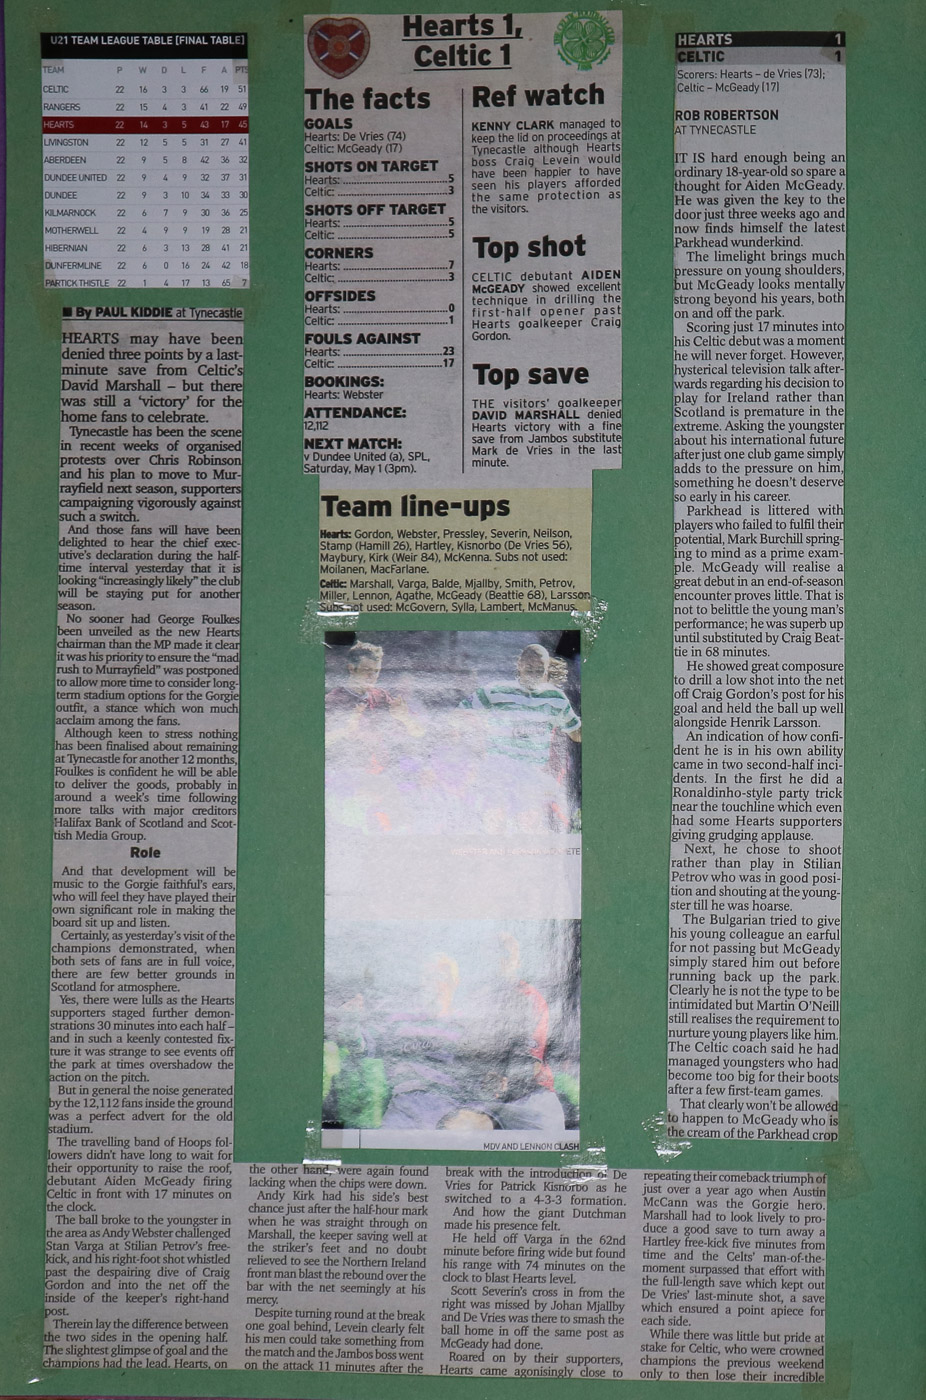 U21 TEAM LEAGUE TABLE [FINAL TABLE]
TEAM P W D L F A PTS
CELTIC 22 16 3 3 66 19 51
RANGERS 22 15 4 3 41 22 49
HEARTS 22 14 3 5 43 17 45
LIVINGSTON 22 12 5 5 31 27 41
ABERDEEN 22 9 5 8 42 36 32
DUNDEE UNITED 22 9 4 9 32 37 31
DUNDEE 22 9 3 10 34 33 30
KILMARNOCK 22 6 7 9 30 36 25
MOTHERWELL 22 4 9 9 19 28 21
HIBERNIAN 22 6 3 13 28 41 21
DUNFERMLINE 22 6 0 16 24 42 18
PARTICK THISTLE 22 1 4 17 13 65 7
■ By PAUL KIDDIE at Tynecastle
HEARTS may have been
denied three points by a last-
minute save from Celtic's
David Marshall – but there
was still a 'victory' for the
home fans to celebrate.
Tynecastle has been the scene
in recent weeks of organised
protests over Chris Robinson
and his plan to move to Mur-
rayfield next season, supporters
campaigning vigorously against
such a switch.
And those fans will have been
delighted to hear the chief exec-
utive's declaration during the half-
time interval yesterday that it is
looking "increasingly likely" the club
will be staying put for another
season.
No sooner had George Foulkes
been unveiled as the new Hearts
chairman than the MP made it clear
it was his priority to ensure the "mad
rush to Murrayfield" was postponed
to allow more time to consider long-
term stadium options for the Gorgie
outfit, a stance which won much
acclaim among the fans.
Although keen to stress nothing
has been finalised about remaining
at Tynecastle for another 12 months,
Foulkes is confident he will be able
to deliver the goods, probably in
around a week's time following
more talks with major creditors
Halifax Bank of Scotland and Scot-
tish Media Group.
Role
And that development will be
music to the Gorgie faithful's ears,
who will feel they have played their
own significant role in making the
board sit up and listen.
Certainly, as yesterday's visit of the
champions demonstrated, when
both sets of fans are in full voice,
there are few better grounds in
Scotland for atmosphere.
Yes, there were lulls as the Hearts
supporters staged further demon-
strations 30 minutes into each half –
and in such a keenly contested fix-
ture it was strange to see events off
the park at times overshadow the
action on the pitch.
But in general the noise generated
by the 12,112 fans inside the ground
was a perfect advert for the old
stadium.
The travelling band of Hoops fol-
lowers didn't have long to wait for
their opportunity to raise the roof,
debutant Aiden McGeady firing
Celtic in front with 17 minutes on
the clock.
The ball broke to the youngster in
the area as Andy Webster challenged
Stan Varga at Stilian Petrov's free-
kick, and his right-foot shot whistled
past the despairing dive of Craig
Gordon and into the net off the
inside of the keeper's right-hand
post.
Therein lay the difference between
the two sides in the opening half.
The slightest glimpse of goal and the
champions had the lead. Hearts, on
the other hand, were again found
lacking when the chips were down.
Andy Kirk had his side's best
chance just after the half-hour mark
when he was straight through on
Marshall, the keeper saving well at
the striker's feet and no doubt
relieved to see the Northern Ireland
front man blast the rebound over the
bar with the net seemingly at his
mercy.
Despite turning round at the break
one goal behind, Levein clearly felt
his men could take something from
the match and the Jambos boss went
on the attack 11 minutes after the
break with the introduction of De
Vries for Patrick Kisnorbo as he
switched to a 4-3-3 formation.
And how the giant Dutchman
made his presence felt.
He held off Varga in the 62nd
minute before firing wide but found
his range with 74 minutes on the
clock to blast Hearts level.
Scott Severin's cross in from the
right was missed by Johan Mjallby
and De Vries was there to smash the
ball home in off the same post as
McGeady had done.
Roared on by their supporters,
Hearts came agonisingly close to
repeating their comeback triumph of
just over a year ago when Austin
McCann was the Gorgie hero.
Marshall had to look lively to pro-
duce a good save to turn away a
Hartley free-kick five minutes from
time and the Celts' man-of-the-
moment surpassed that effort with
the full-length save which kept out
De Vries' last-minute shot, a save
which ensured a point apiece for
each side.
While there was little but pride at
stake for Celtic, who were crowned
champions the previous weekend
only to then lose their incredible
Hearts 1,
Celtic 1
The facts
GOALS
Hearts: De Vries (74)
Celtic: McGeady (17)
SHOTS ON TARGET
Hearts: 5
Celtic: 3
SHOTS OFF TARGET
Hearts: 5
Celtic: 5
CORNERS
Hearts: 7
Celtic: 3
OFFSIDES
Hearts: 0
Celtic: 1
FOULS AGAINST
Hearts: 23
Celtic: 17
BOOKINGS:
Hearts: Webster
ATTENDANCE:
12,112
NEXT MATCH:
v Dundee United (a), SPL,
Saturday, May 1 (3pm).
Ref watch
KENNY CLARK managed to
keep the lid on proceedings at
Tynecastle although Hearts
boss Craig Levein would
have been happier to have
seen his players afforded
the same protection as
the visitors.
Top shot
CELTIC debutant AIDEN
McGEADY showed excellent
technique in drilling the
first-half opener past
Hearts goalkeeper Craig
Gordon.
Top save
THE visitors' goalkeeper
DAVID MARSHALL denied
Hearts victory with a fine
save from Jambos substitute
Mark de Vries in the last
minute.
Team line-ups
Hearts: Gordon, Webster, Pressley, Severin, Neilson,
Stamp (Hamill 26), Hartley, Kisnorbo (De Vries 56),
Maybury, Kirk (Weir 84), McKenna. Subs not used:
Moilanen, MacFarlane.
Celtic: Marshall, Varga, Balde, Mjallby, Smith, Petrov,
Miller, Lennon, Agathe, McGeady (Beattie 68), Larsson.
Subs not used: McGovern, Sylla, Lambert, McManus.
MDV AND LENNON CLASH
HEARTS 1
CELTIC 1
Scorers: Hearts – de Vries (73);
Celtic – McGeady (17)
ROB ROBERTSON
AT TYNECASTLE
IT IS hard enough being an
ordinary 18-year-old so spare a
thought for Aiden McGeady.
He was given the key to the
door just three weeks ago and
now finds himself the latest
Parkhead wunderkind.
The limelight brings much
pressure on young shoulders,
but McGeady looks mentally
strong beyond his years, both
on and off the park.
Scoring just 17 minutes into
his Celtic debut was a moment
he will never forget. However,
hysterical television talk after-
wards regarding his decision to
play for Ireland rather than
Scotland is premature in the
extreme. Asking the youngster
about his international future
after just one club game simply
adds to the pressure on him,
something he doesn't deserve
so early in his career.
Parkhead is littered with
players who failed to fulfil their
potential, Mark Burchill spring-
ing to mind as a prime exam-
ple. McGeady will realise a
great debut in an end-of-season
encounter proves little. That is
not to belittle the young man's
performance; he was superb up
until substituted by Craig Beat-
tie in 68 minutes.
He showed great composure
to drill a low shot into the net
off Craig Gordon's post for his
goal and held the ball up well
alongside Henrik Larsson.
An indication of how confi-
dent he is in his own ability
came in two second-half inci-
dents. In the first he did a
Ronaldinho-style party trick
near the touchline which even
had some Hearts supporters
giving grudging applause.
Next, he chose to shoot
rather than play in Stilian
Petrov who was in good posi-
tion and shouting at the young-
ster till he was hoarse.
The Bulgarian tried to give
his young colleague an earful
for not passing but McGeady
simply stared him out before
running back up the park.
Clearly he is not the type to be
intimidated but Martin O'Neill
still realises the requirement to
nurture young players like him.
The Celtic coach said he had
managed youngsters who had
become too big for their boots
after a few first-team games.
That clearly won't be allowed
to happen to McGeady who is
the cream of the Parkhead crop